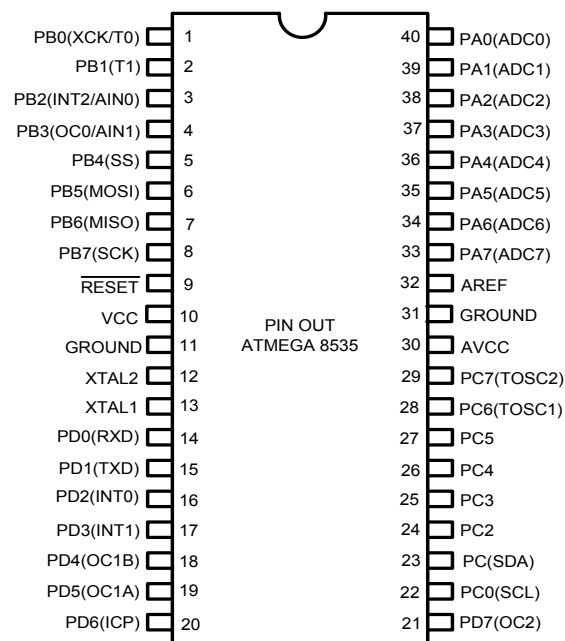 PB0(XCK/T0) 1 40 PA0(ADC0)
PB1(T1) 2 39 PA1(ADC1)
PB2(INT2/AIN0) 3 38 PA2(ADC2)
PB3(OC0/AIN1) 4 37 PA3(ADC3)
PB4(SS) 5 36 PA4(ADC4)
PB5(MOSI) 6 35 PA5(ADC5)
PB6(MISO) 7 34 PA6(ADC6)
PB7(SCK) 8 33 PA7(ADC7)
RESET 9 32 AREF
VCC 10 31 GROUND
PIN OUT
GROUND 11 ATMEGA 8535 30 AVCC
XTAL2 12 29 PC7(TOSC2)
XTAL1 13 28 PC6(TOSC1)
PD0(RXD) 14 27 PC5
PD1(TXD) 15 26 PC4
PD2(INT0) 16 25 PC3
PD3(INT1) 17 24 PC2
PD4(OC1B) 18 23 PC(SDA)
PD5(OC1A) 19 22 PC0(SCL)
PD6(ICP) 20 21 PD7(OC2)